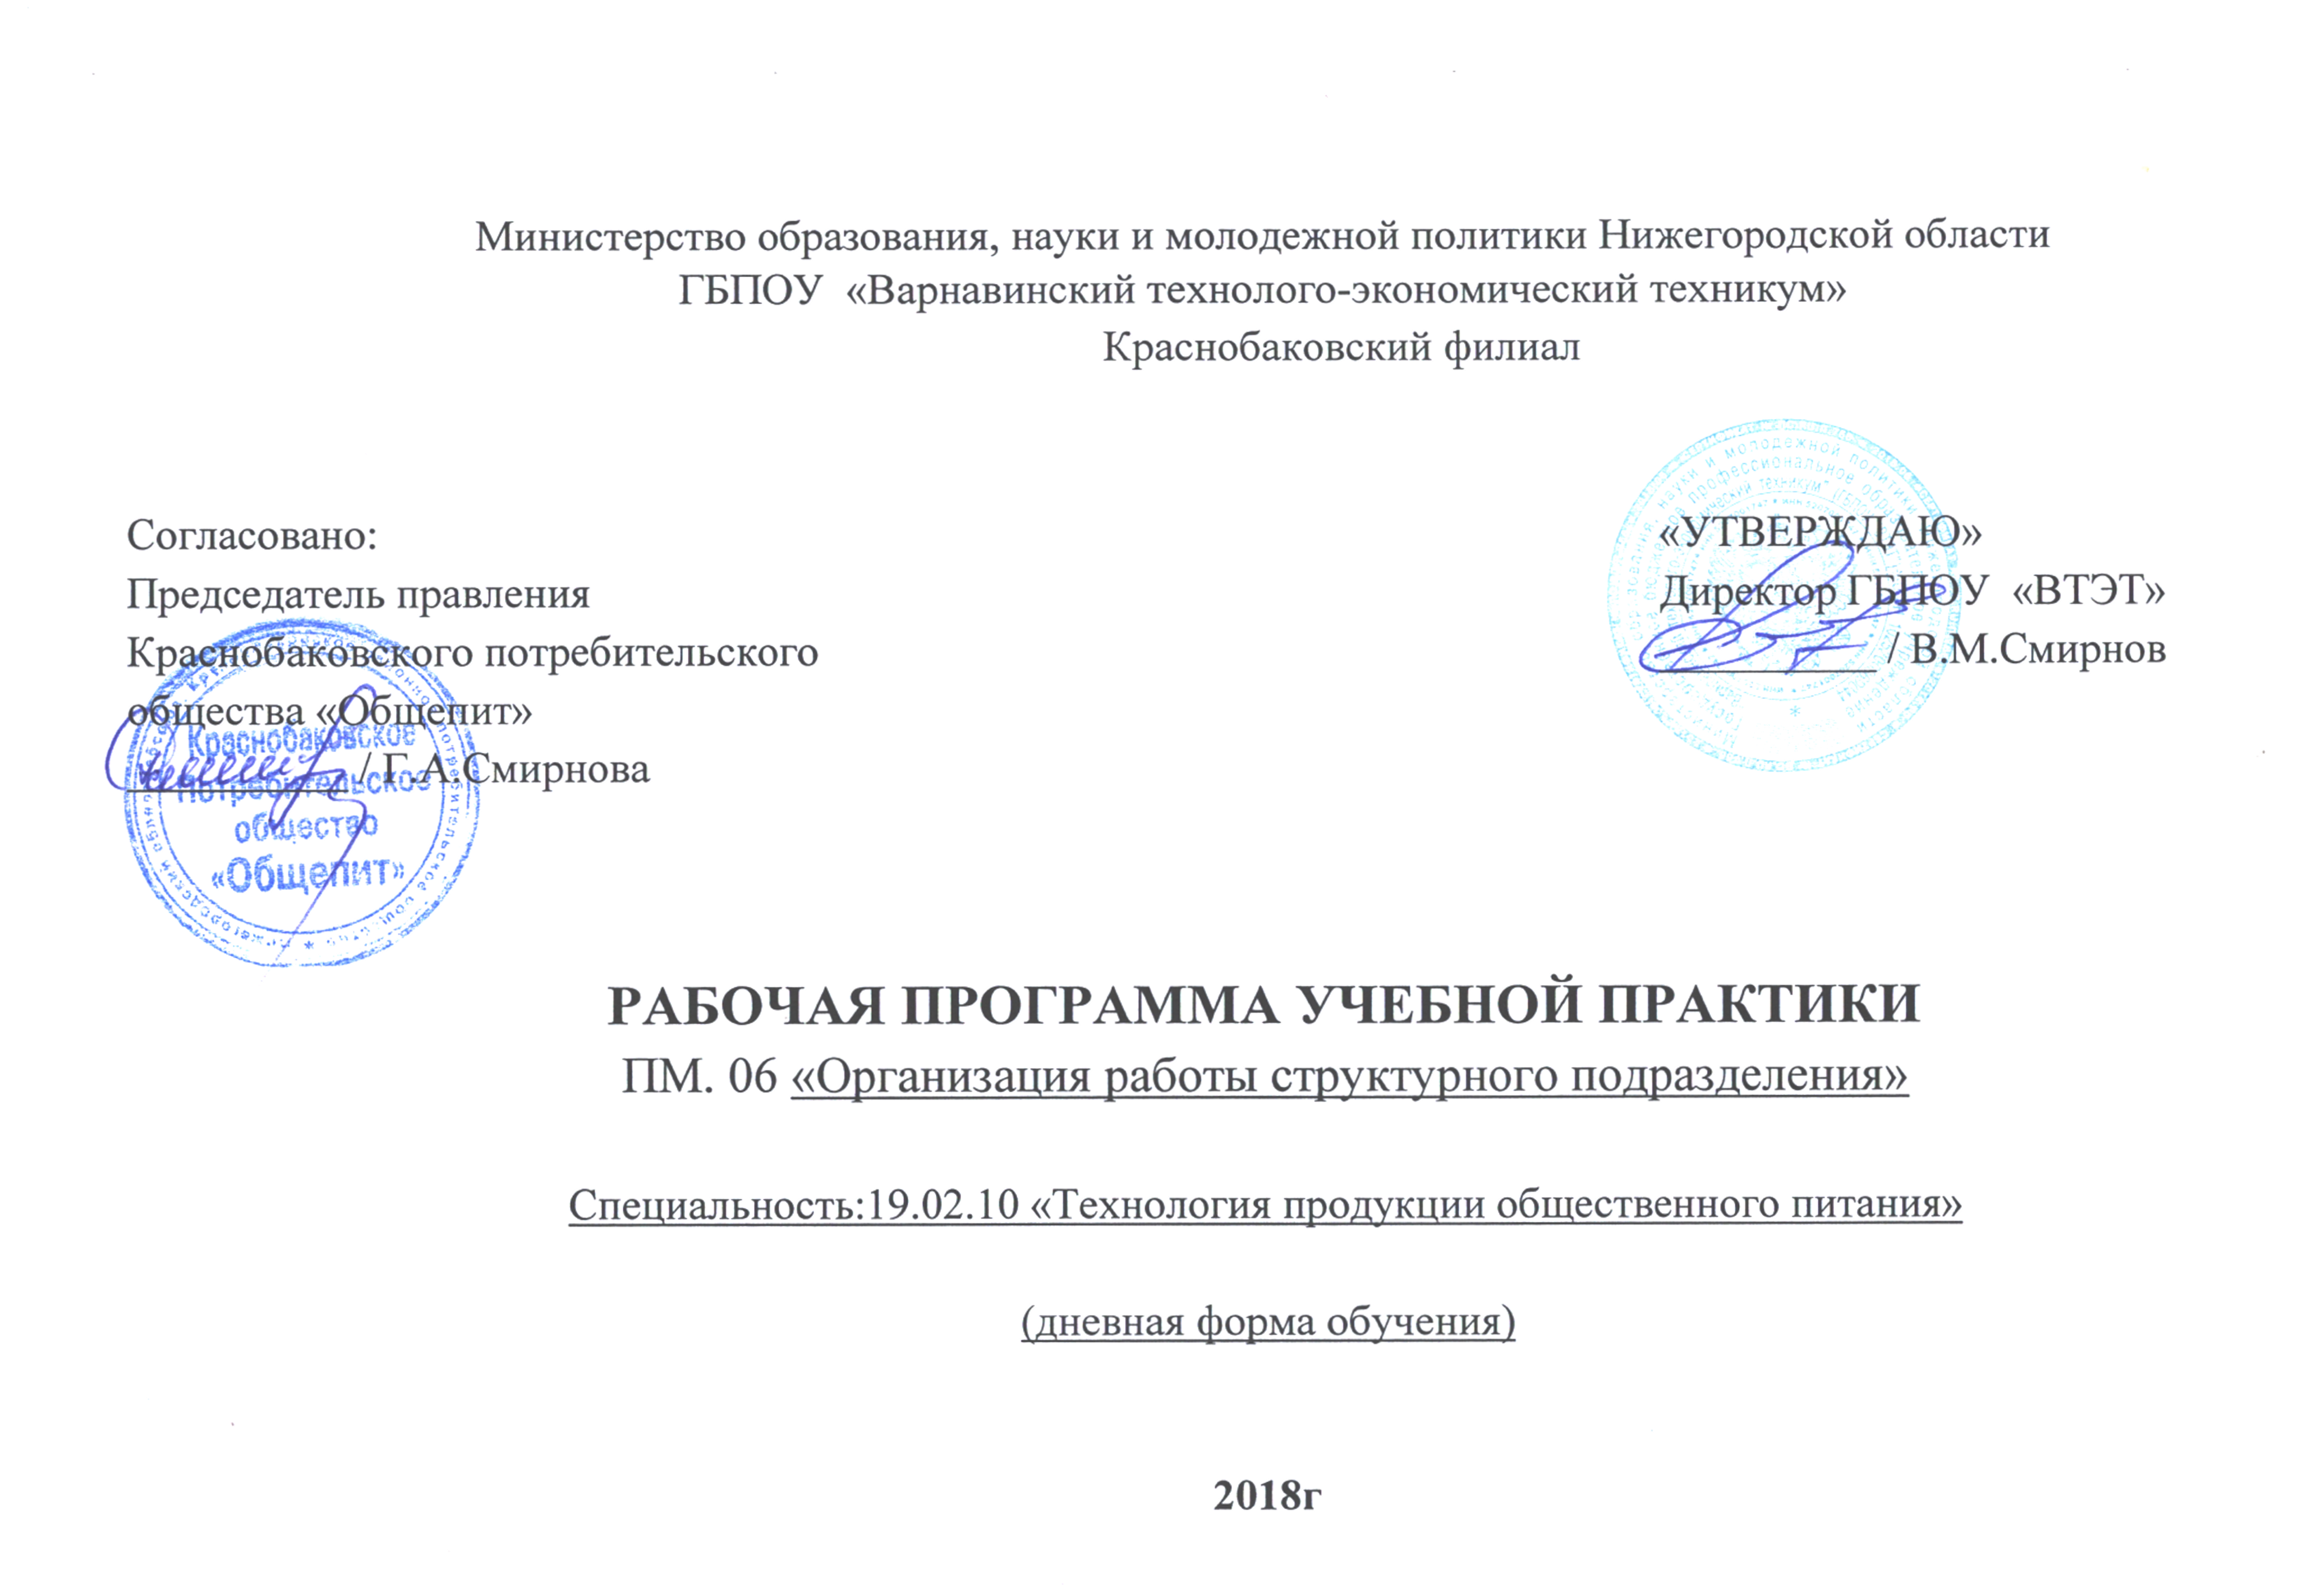 Министерство образования, науки и молодежной политики Нижегородской области
ГБПОУ «Варнавинский технолого-экономический техникум»
Краснобаковский филиал
Согласовано:
Председатель правления
Краснобаковского потребительского
общества «Общепит»
/ Г.А.Смирнова
Краснобаковское
потребительское
общество
«Общепит»
«УТВЕРЖДАЮ»
Директор ГБПОУ «ВТЭТ»
/ В.М.Смирнов
РАБОЧАЯ ПРОГРАММА УЧЕБНОЙ ПРАКТИКИ
ПМ. 06 «Организация работы структурного подразделения»
Специальность:19.02.10 «Технология продукции общественного питания»
(дневная форма обучения)
2018г